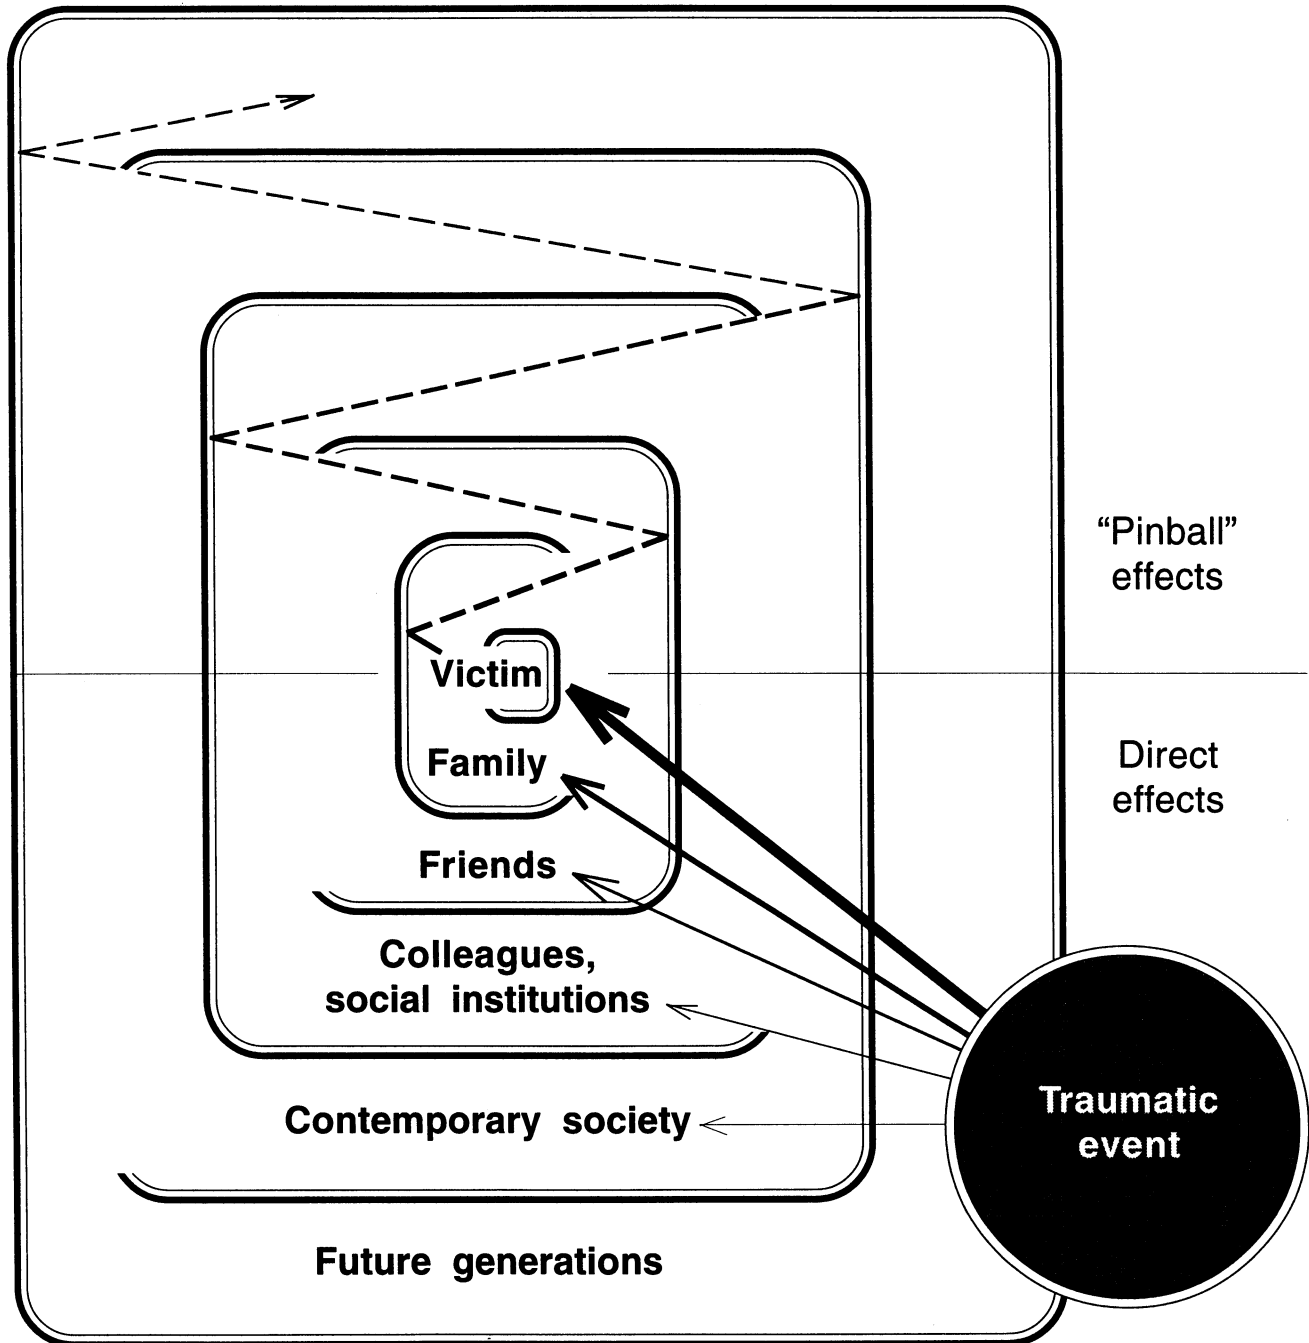 “Pinball”
effects
Victim
Direct
effects
Family
Friends
Colleagues,
social institutions
Traumatic
event
Contemporary society
Future generations